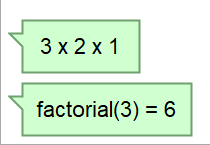 3 x 2 x 1
factorial(3) = 6